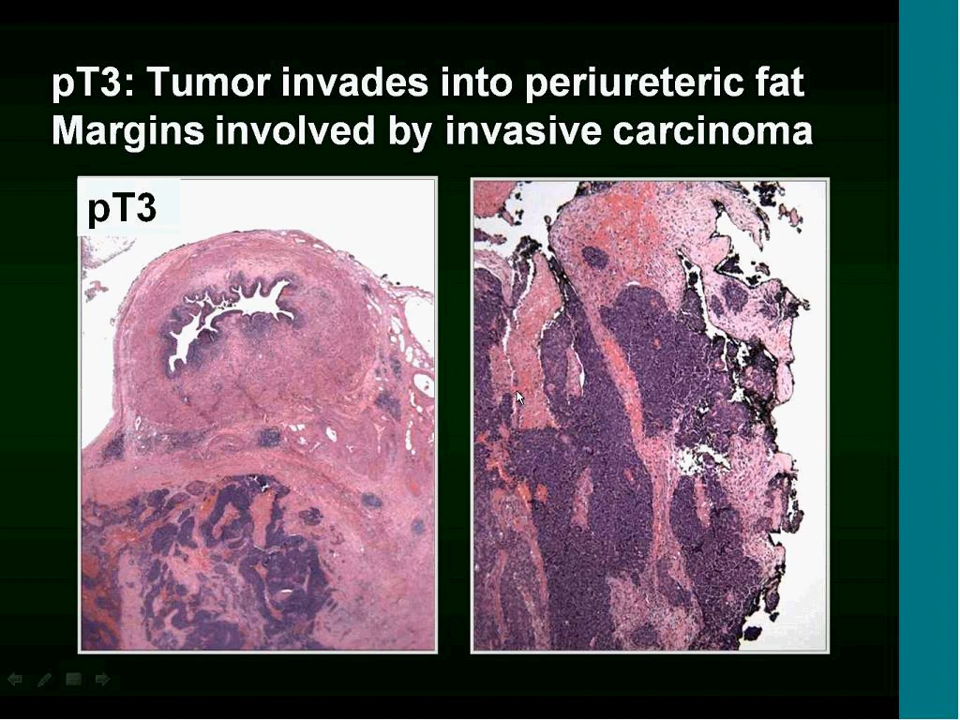 pT3: Tumor invades into periureteric fat
Margins involved by invasive carcinoma
pT3